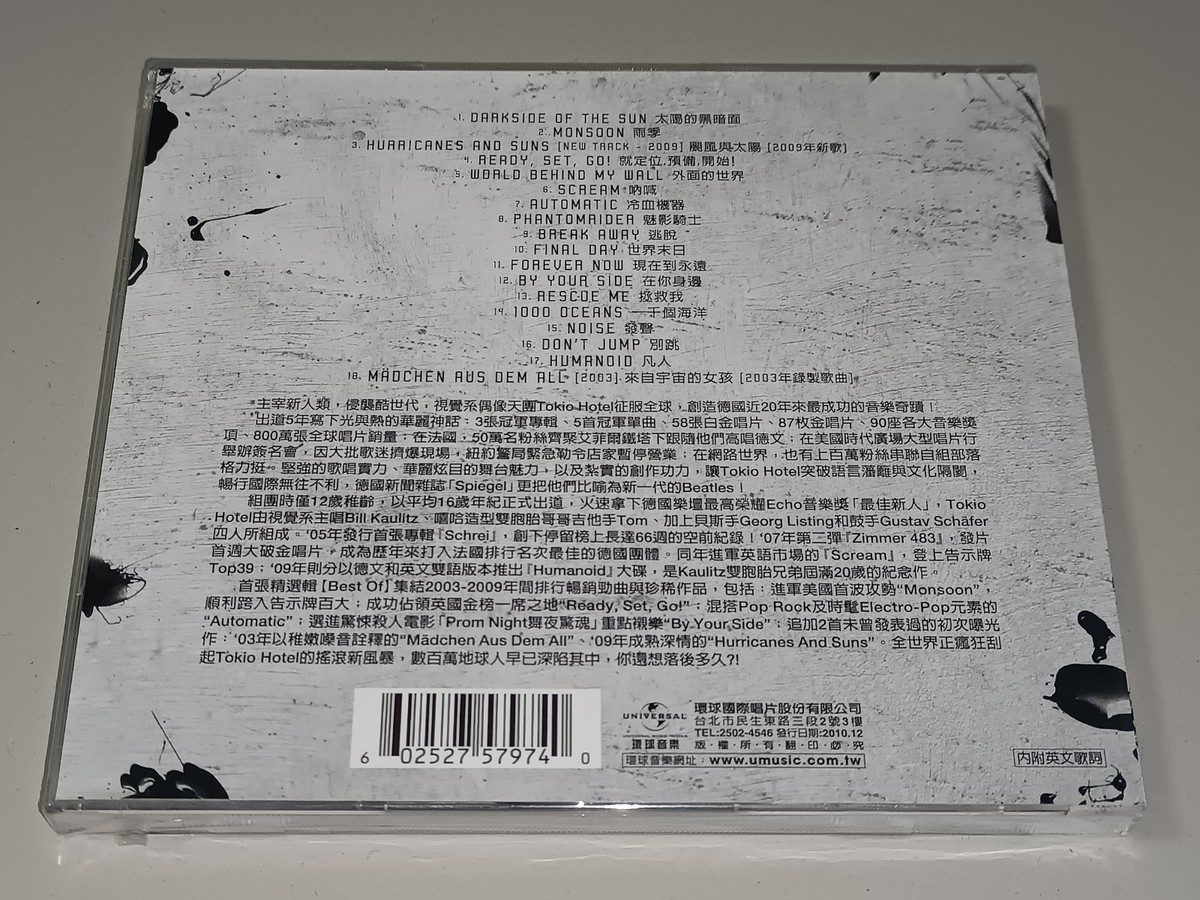 1. DARKSIDE OF THE SUN 太陽的黑暗面
2. MONSOON 雨季
3. HURRICANES AND SUNS [NEW TRACK - 2009] 颶風與太陽 [2009年新歌]
4. READY, SET, GO! 就定位,預備,開始!
5. WORLD BEHIND MY WALL 外面的世界
6. SCREAM 吶喊
7. AUTOMATIC 冷血機器
8. PHANTOMRIDER 魅影騎士
9. BREAK AWAY 逃脫
10. FINAL DAY 世界末日
11. FOREVER NOW 現在到永遠
12. BY YOUR SIDE 在你身邊
13. RESCUE ME 拯救我
14. 1000 OCEANS 一千個海洋
15. NOISE 發聲
16. DON'T JUMP 別跳
17. HUMANOID 凡人
18. MÄDCHEN AUS DEM ALL [2003] 來自宇宙的女孩 [2003年錄製歌曲]
主宰新人類，侵襲酷世代，視覺系偶像天團Tokio Hotel征服全球，創造德國近20年來最成功的音樂奇蹟！
出道5年寫下光與熱的華麗神話：3張冠軍專輯、5首冠軍單曲、58張白金唱片、87枚金唱片、90座各大音樂獎
項、800萬張全球唱片銷量；在法國，50萬名粉絲齊聚艾菲爾鐵塔下跟隨他們高唱德文；在美國時代廣場大型唱片行
舉辦簽名會，因大批歌迷擠爆現場，紐約警局緊急勒令店家暫停營業；在網路世界，也有上百萬粉絲串聯自組部落
格力挺。堅強的歌唱實力、華麗炫目的舞台魅力，以及紮實的創作功力，讓Tokio Hotel突破語言藩籬與文化隔閡，
暢行國際無往不利，德國新聞雜誌「Spiegel」更把他們比喻為新一代的Beatles！
組團時僅12歲稚齡，以平均16歲年紀正式出道，火速拿下德國樂壇最高榮耀Echo音樂獎「最佳新人」，Tokio
Hotel由視覺系主唱Bill Kaulitz、嘻哈造型雙胞胎哥哥吉他手Tom、加上貝斯手Georg Listing和鼓手Gustav Schäfer
四人所組成。'05年發行首張專輯『Schrei』，創下停留榜上長達66週的空前紀錄！'07年第二彈『Zimmer 483』，發片
首週大破金唱片，成為歷年來打入法國排行名次最佳的德國團體。同年進軍英語市場的『Scream』，登上告示牌
Top39；'09年則分以德文和英文雙語版本推出『Humanoid』大碟，是Kaulitz雙胞胎兄弟屆滿20歲的紀念作。
首張精選輯【Best Of】集結2003-2009年間排行暢銷勁曲與珍稀作品，包括：進軍美國首波攻勢“Monsoon”，
順利跨入告示牌百大；成功佔領英國金榜一席之地“Ready, Set, Go!”；混搭Pop Rock及時髦Electro-Pop元素的
“Automatic”；選進驚悚殺人電影「Prom Night舞夜驚魂」重點襯樂“By Your Side”；追加2首未曾發表過的初次曝光
作：'03年以稚嫩嗓音詮釋的“Mädchen Aus Dem All”、'09年成熟深情的“Hurricanes And Suns”。全世界正瘋狂刮
起Tokio Hotel的搖滾新風暴，數百萬地球人早已深陷其中，你還想落後多久?!
6 02527 57974 0
UNIVERSAL
環球音樂
環球國際唱片股份有限公司
台北市民生東路三段2號3樓
TEL:2502-4546 發行日期:2010.12
版‧權‧所‧有‧翻‧印‧必‧究
環球音樂網址：www.umusic.com.tw
內附英文歌詞